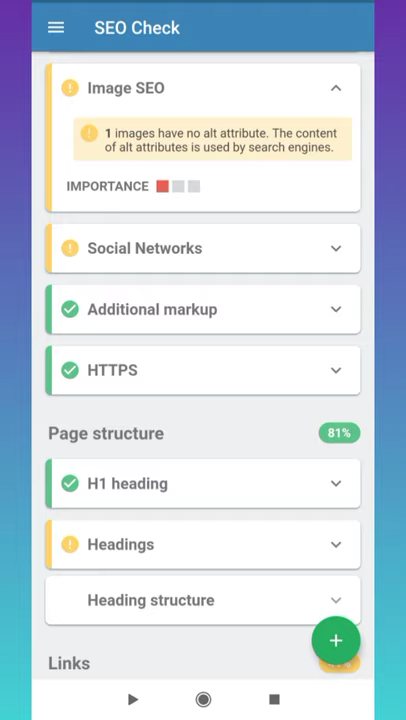 SEO Check
Image SEO
1 images have no alt attribute. The content
of alt attributes is used by search engines.
IMPORTANCE
Social Networks
Additional markup
HTTPS
Page structure
81%
H1 heading
Headings
Heading structure
Links